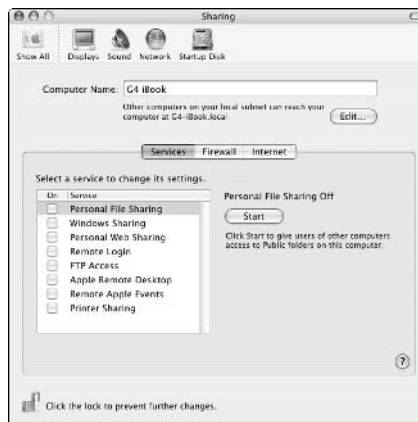 Sharing
Show All Displays Sound Network Startup Disk
Computer Name: G4 iBook
Other computers on your local subnet can reach your
computer at G4-iBook.local
Edit...
Services Firewall Internet
Select a service to change its settings.
On Service
Personal File Sharing
Windows Sharing
Personal Web Sharing
Remote Login
FTP Access
Apple Remote Desktop
Remote Apple Events
Printer Sharing
Personal File Sharing Off
Start
Click Start to give users of other computers
access to Public folders on this computer.
?
Click the lock to prevent further changes.